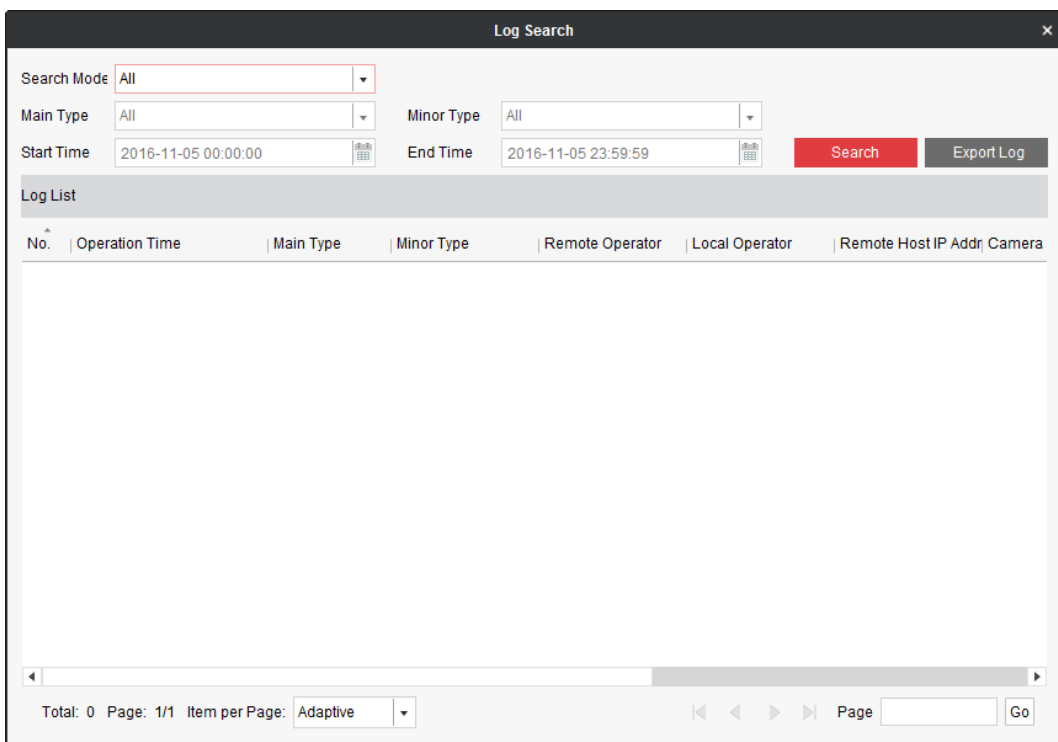 Log Search
Search Mode All
Main Type All Minor Type All
Start Time 2016-11-05 00:00:00 End Time 2016-11-05 23:59:59 Search Export Log
Log List
No. Operation Time Main Type Minor Type Remote Operator Local Operator Remote Host IP Addr Camera
Total: 0 Page: 1/1 Item per Page: Adaptive Page Go